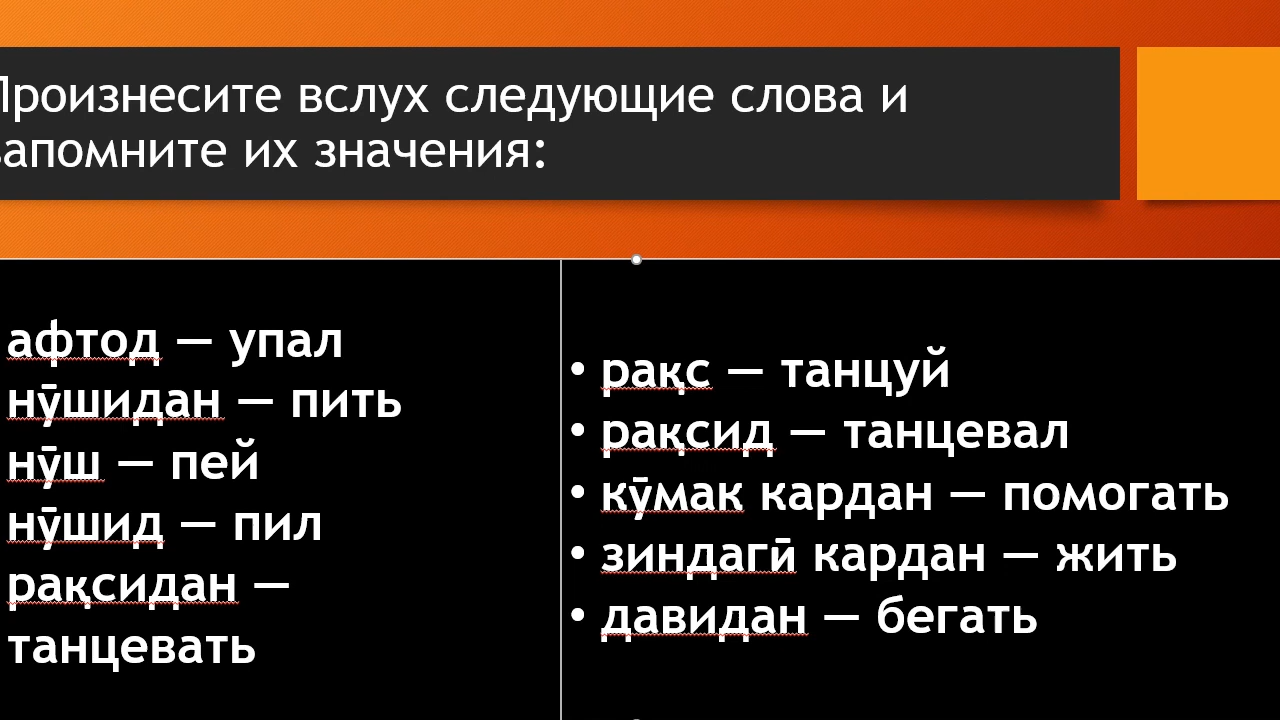 Произнесите вслух следующие слова и
запомните их значения:
афтод — упал
нӯшидан — пить
нӯш — пей
нӯшид — пил
рақсидан —
танцевать
• рақс — танцуй
• рақсид — танцевал
• кӯмак кардан — помогать
• зиндагӣ кардан — жить
• давидан — бегать